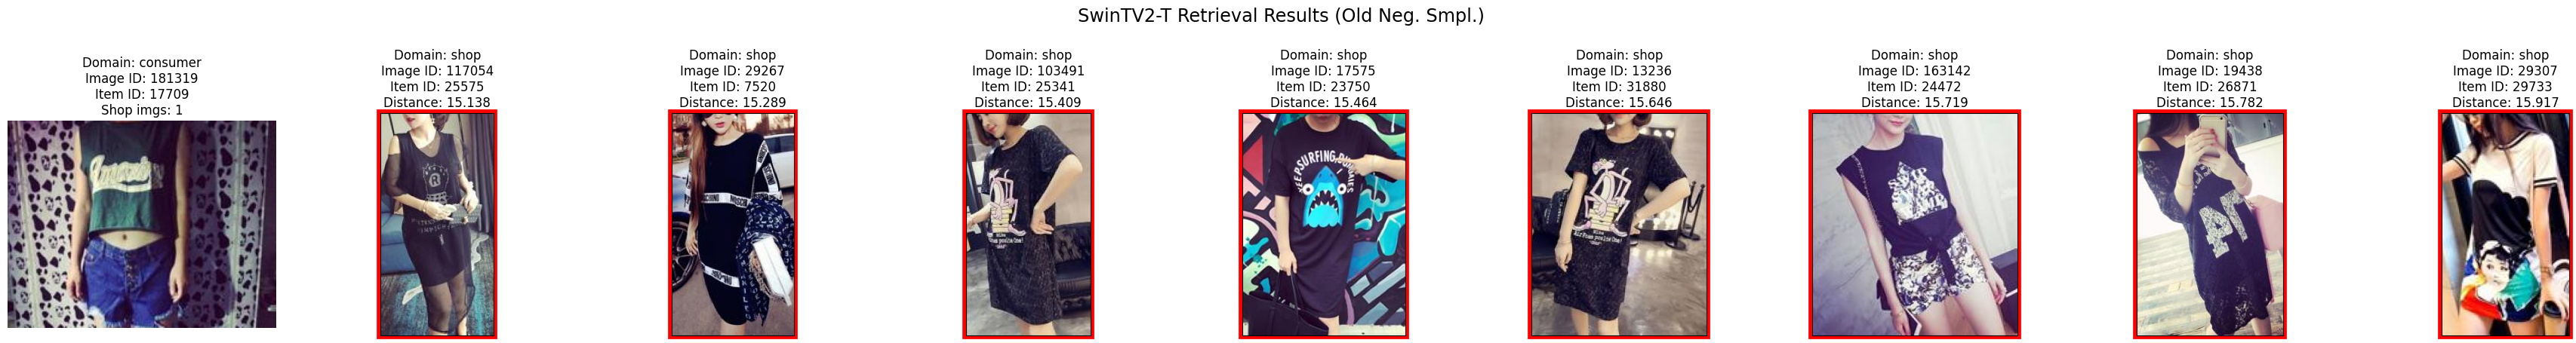 SwinTV2-T Retrieval Results (Old Neg. Smpl.)
Domain: consumer
Image ID: 181319
Item ID: 17709
Shop imgs: 1
Domain: shop
Image ID: 117054
Item ID: 25575
Distance: 15.138
Domain: shop
Image ID: 29267
Item ID: 7520
Distance: 15.289
Domain: shop
Image ID: 103491
Item ID: 25341
Distance: 15.409
Domain: shop
Image ID: 17575
Item ID: 23750
Distance: 15.464
Domain: shop
Image ID: 13236
Item ID: 31880
Distance: 15.646
Domain: shop
Image ID: 163142
Item ID: 24472
Distance: 15.719
Domain: shop
Image ID: 19438
Item ID: 26871
Distance: 15.782
Domain: shop
Image ID: 29307
Item ID: 29733
Distance: 15.917
R